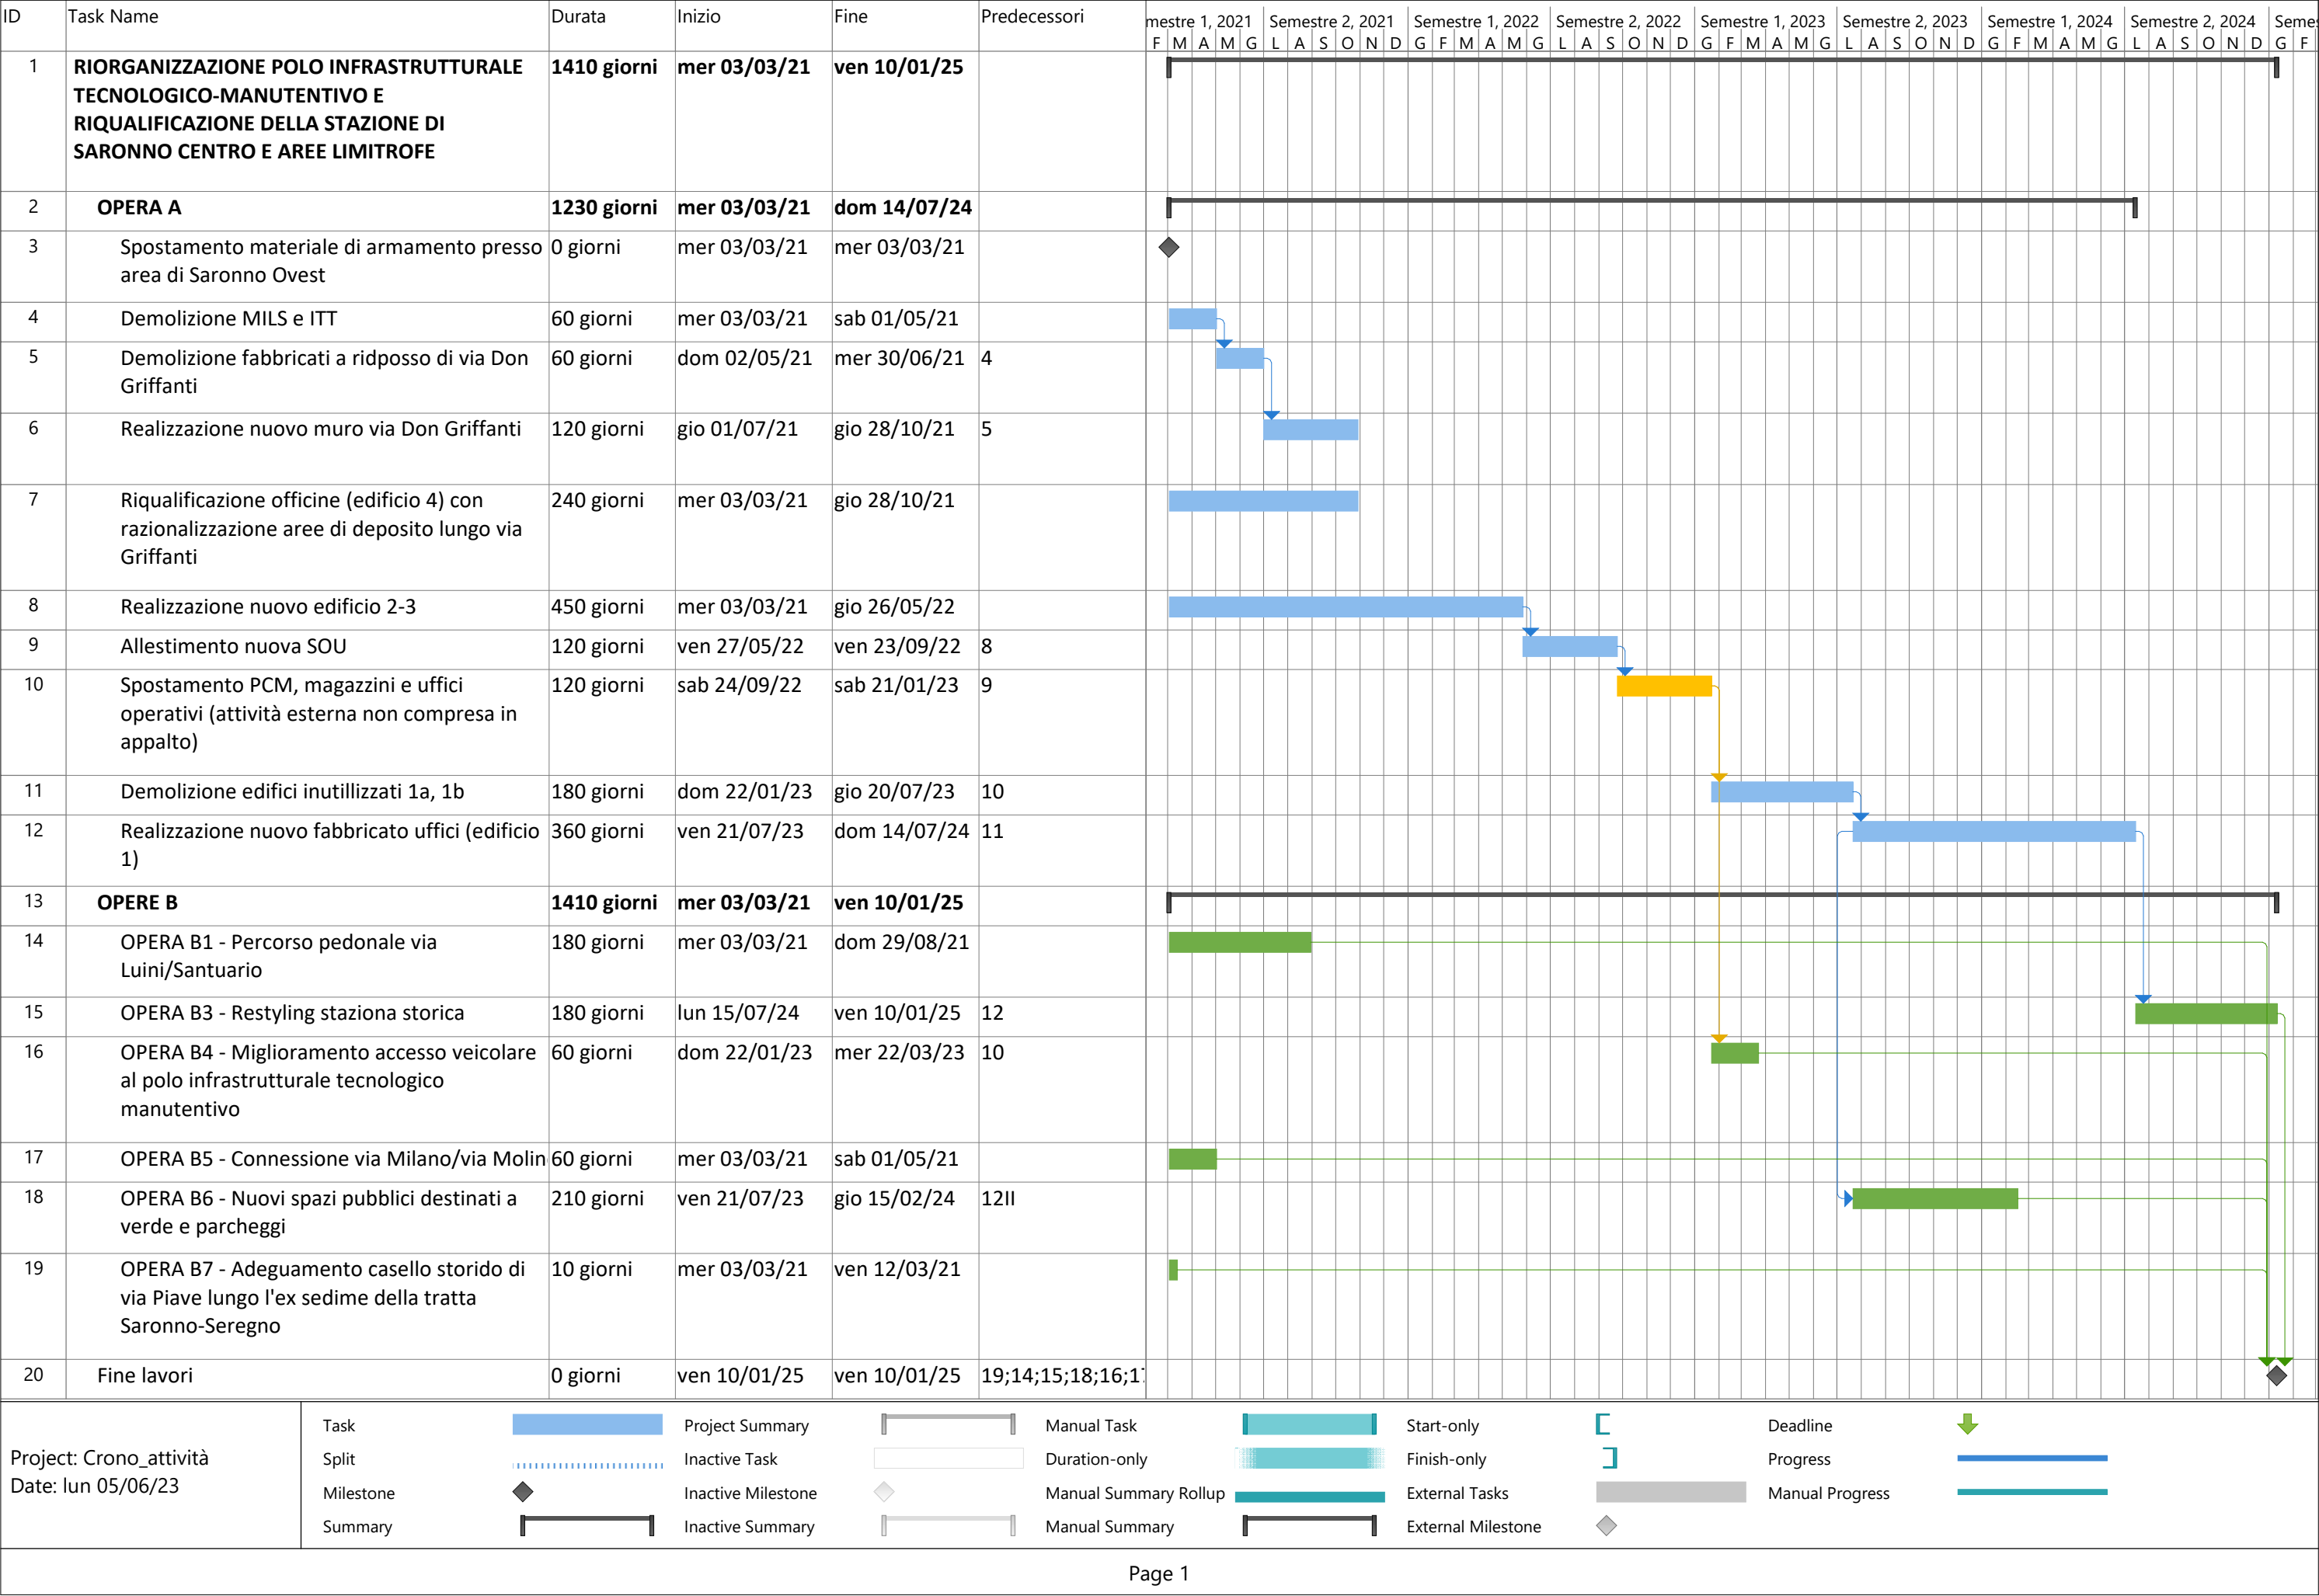 ID Task Name Durata Inizio Fine Predecessori
mestre 1, 2021 Semestre 2, 2021 Semestre 1, 2022 Semestre 2, 2022 Semestre 1, 2023 Semestre 2, 2023 Semestre 1, 2024 Semestre 2, 2024 Seme
F M A M G L A S O N D G F M A M G L A S O N D G F M A M G L A S O N D G F M A M G L A S O N D G F
1 RIORGANIZZAZIONE POLO INFRASTRUTTURALE 1410 giorni mer 03/03/21 ven 10/01/25
TECNOLOGICO-MANUTENTIVO E
RIQUALIFICAZIONE DELLA STAZIONE DI
SARONNO CENTRO E AREE LIMITROFE
2 OPERA A 1230 giorni mer 03/03/21 dom 14/07/24
3 Spostamento materiale di armamento presso 0 giorni mer 03/03/21 mer 03/03/21
area di Saronno Ovest
4 Demolizione MILS e ITT 60 giorni mer 03/03/21 sab 01/05/21
5 Demolizione fabbricati a ridposso di via Don 60 giorni dom 02/05/21 mer 30/06/21 4
Griffanti
6 Realizzazione nuovo muro via Don Griffanti 120 giorni gio 01/07/21 gio 28/10/21 5
7 Riqualificazione officine (edificio 4) con 240 giorni mer 03/03/21 gio 28/10/21
razionalizzazione aree di deposito lungo via
Griffanti
8 Realizzazione nuovo edificio 2-3 450 giorni mer 03/03/21 gio 26/05/22
9 Allestimento nuova SOU 120 giorni ven 27/05/22 ven 23/09/22 8
10 Spostamento PCM, magazzini e uffici 120 giorni sab 24/09/22 sab 21/01/23 9
operativi (attività esterna non compresa in
appalto)
11 Demolizione edifici inutillizzati 1a, 1b 180 giorni dom 22/01/23 gio 20/07/23 10
12 Realizzazione nuovo fabbricato uffici (edificio 360 giorni ven 21/07/23 dom 14/07/24 11
1)
13 OPERE B 1410 giorni mer 03/03/21 ven 10/01/25
14 OPERA B1 - Percorso pedonale via 180 giorni mer 03/03/21 dom 29/08/21
Luini/Santuario
15 OPERA B3 - Restyling staziona storica 180 giorni lun 15/07/24 ven 10/01/25 12
16 OPERA B4 - Miglioramento accesso veicolare 60 giorni dom 22/01/23 mer 22/03/23 10
al polo infrastrutturale tecnologico
manutentivo
17 OPERA B5 - Connessione via Milano/via Molin 60 giorni mer 03/03/21 sab 01/05/21
18 OPERA B6 - Nuovi spazi pubblici destinati a 210 giorni ven 21/07/23 gio 15/02/24 12II
verde e parcheggi
19 OPERA B7 - Adeguamento casello storido di 10 giorni mer 03/03/21 ven 12/03/21
via Piave lungo l'ex sedime della tratta
Saronno-Seregno
20 Fine lavori 0 giorni ven 10/01/25 ven 10/01/25 19;14;15;18;16;17
Project: Crono_attività
Date: lun 05/06/23
Task Project Summary Manual Task Start-only Deadline
Split Inactive Task Duration-only Finish-only Progress
Milestone Inactive Milestone Manual Summary Rollup External Tasks Manual Progress
Summary Inactive Summary Manual Summary External Milestone
Page 1